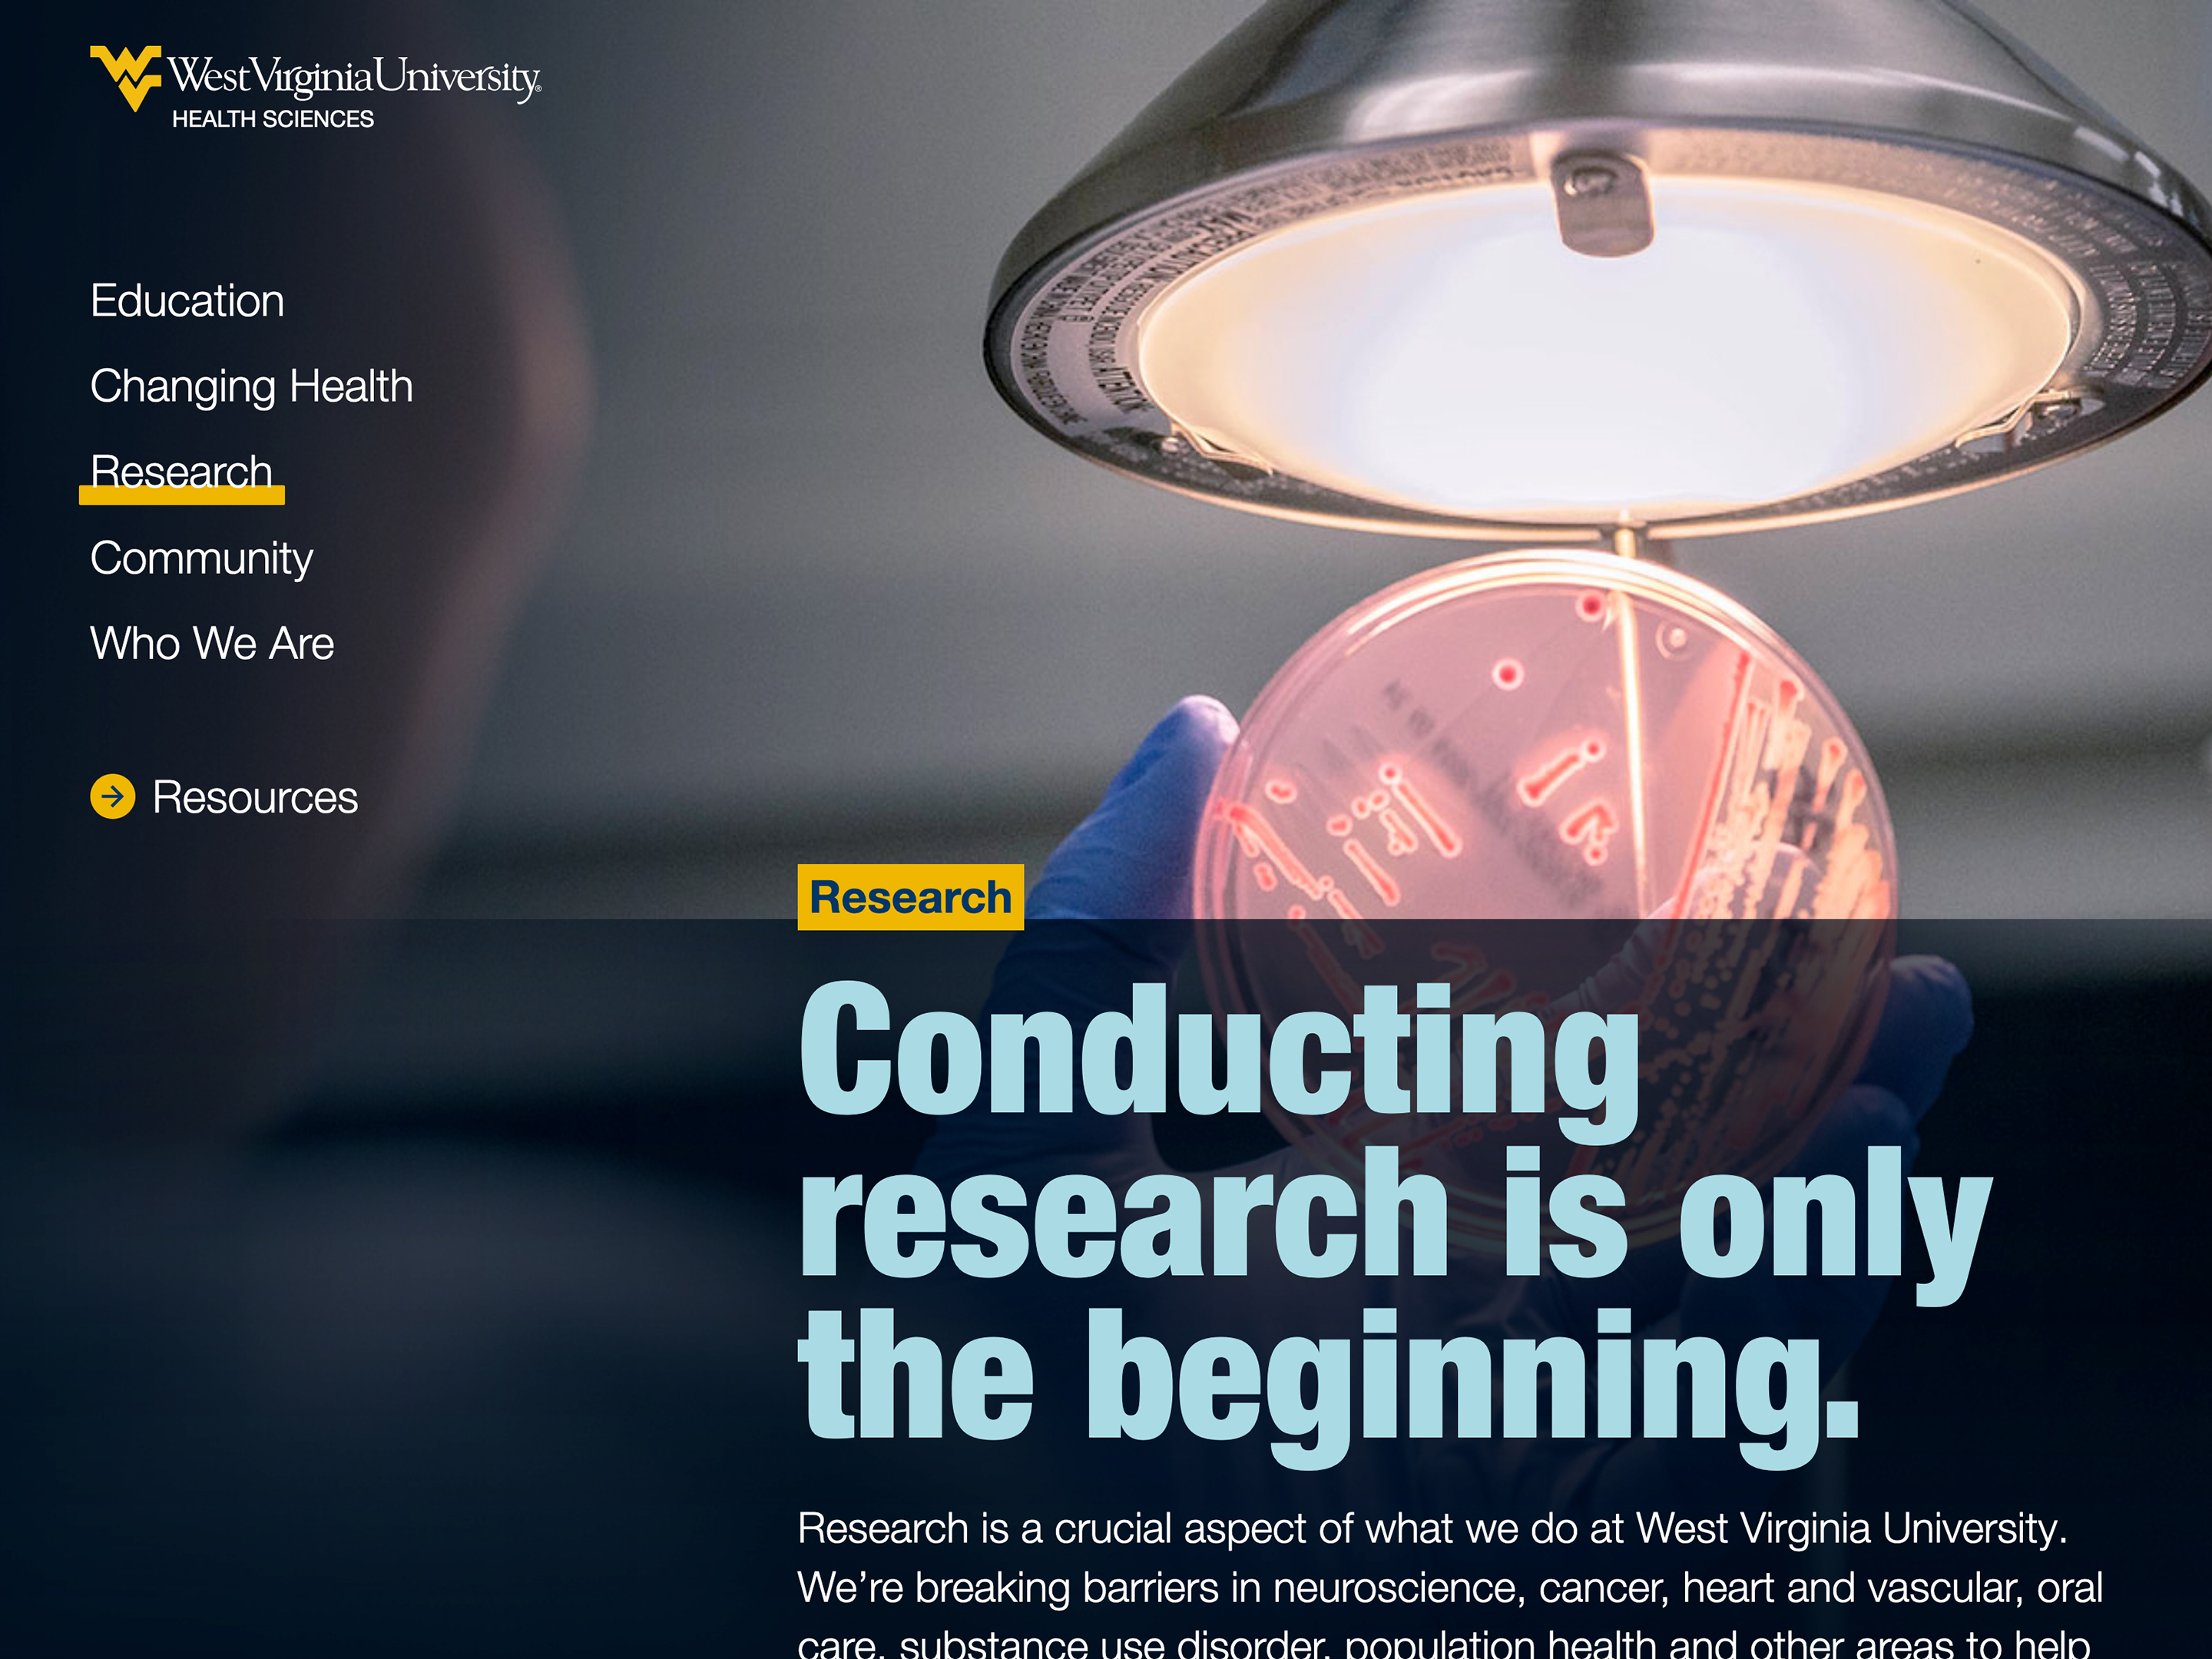 West Virginia University®
HEALTH SCIENCES
Education
Changing Health
Research
Community
Who We Are
Resources
Research
Conducting
research is only
the beginning.
Research is a crucial aspect of what we do at West Virginia University.
We’re breaking barriers in neuroscience, cancer, heart and vascular, oral
care, substance use disorder, population health and other areas to help